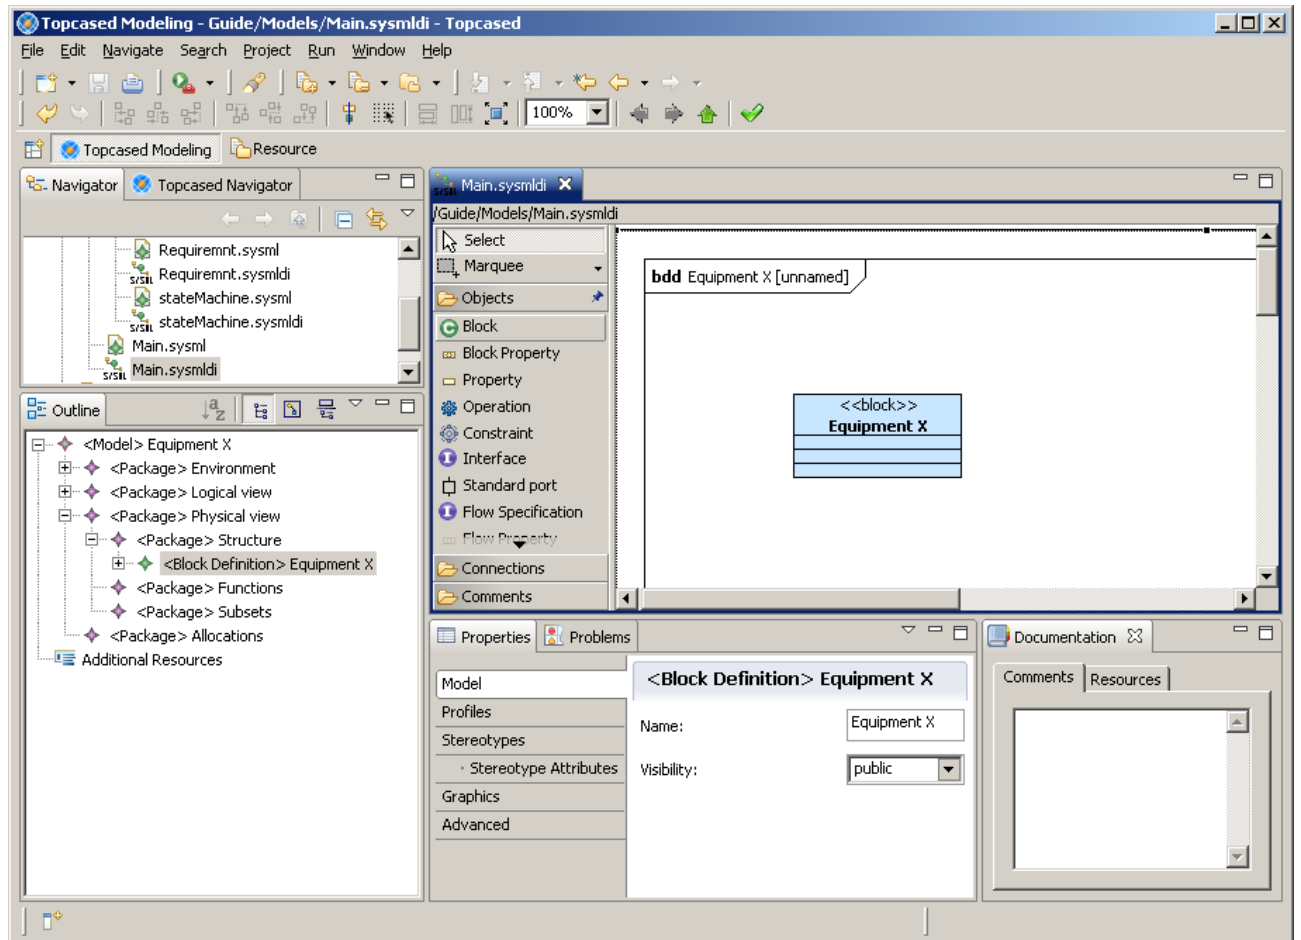 Topcased Modeling - Guide/Models/Main.sysmldi - Topcased
File Edit Navigate Search Project Run Window Help
100%
Topcased Modeling Resource
Navigator Topcased Navigator
Requiremnt.sysml
Requiremnt.sysmldi
stateMachine.sysml
stateMachine.sysmldi
Main.sysml
Main.sysmldi
Outline
<Model> Equipment X
<Package> Environment
<Package> Logical view
<Package> Physical view
<Package> Structure
<Block Definition> Equipment X
<Package> Functions
<Package> Subsets
<Package> Allocations
Additional Resources
Main.sysmldi
/Guide/Models/Main.sysmldi
Select
Marquee
Objects
Block
Block Property
Property
Operation
Constraint
Interface
Standard port
Flow Specification
Flow Property
Connections
Comments
bdd Equipment X [unnamed]
<<block>>
Equipment X
Properties Problems
Model
Profiles
Stereotypes
Stereotype Attributes
Graphics
Advanced
<Block Definition> Equipment X
Name: Equipment X
Visibility: public
Documentation
Comments Resources